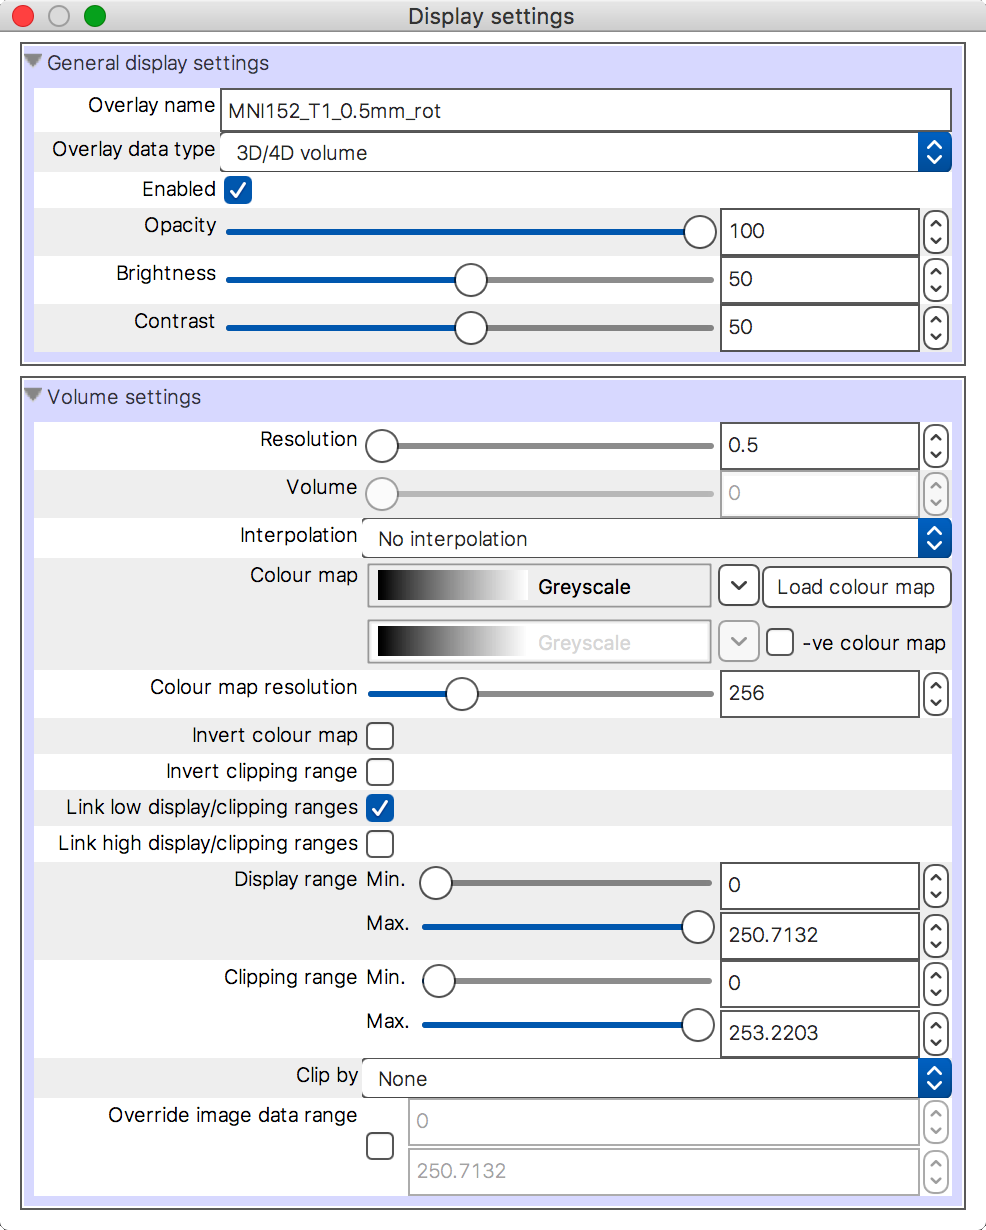 Display settings
General display settings
Overlay name MNI152_T1_0.5mm_rot
Overlay data type 3D/4D volume
Enabled
Opacity 100
Brightness 50
Contrast 50
Volume settings
Resolution 0.5
Volume 0
Interpolation No interpolation
Colour map Greyscale Load colour map
Greyscale -ve colour map
Colour map resolution 256
Invert colour map
Invert clipping range
Link low display/clipping ranges
Link high display/clipping ranges
Display range Min. 0
Max. 250.7132
Clipping range Min. 0
Max. 253.2203
Clip by None
Override image data range 0
250.7132